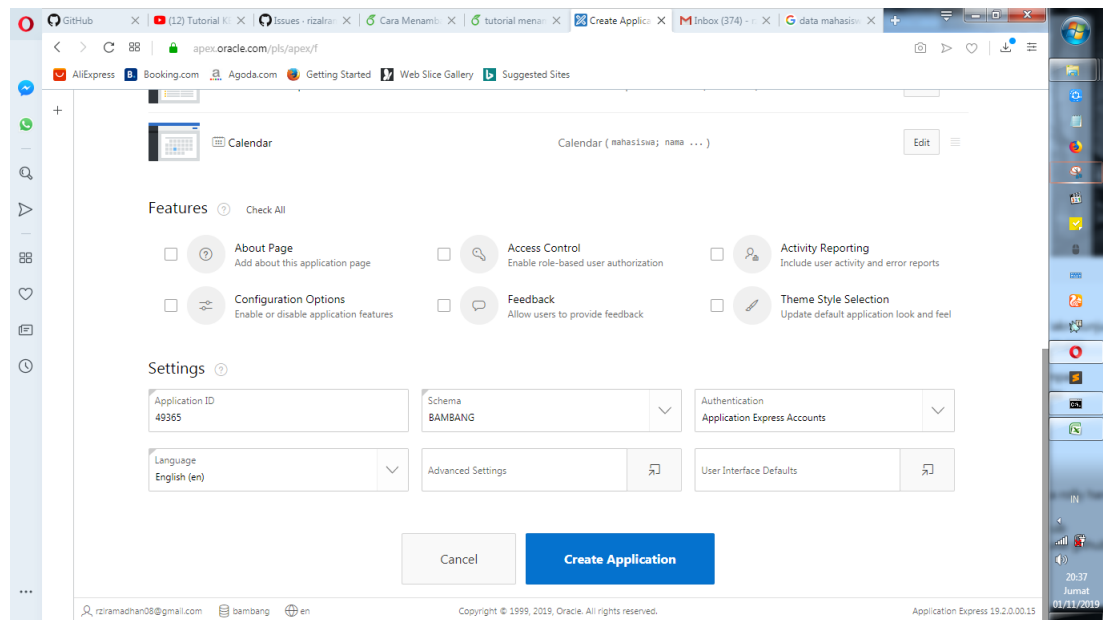 GitHub
(12) Tutorial Kl
Issues · rizalran
Cara Menamb
tutorial menan
Create Applica
Inbox (374) - r
data mahasisw
apex.oracle.com/pls/apex/f
AliExpress Booking.com Agoda.com Getting Started Web Slice Gallery Suggested Sites
Calendar
Calendar ( mahasiswa; nama ... )
Edit
Features
Check All
About Page
Add about this application page
Access Control
Enable role-based user authorization
Activity Reporting
Include user activity and error reports
Configuration Options
Enable or disable application features
Feedback
Allow users to provide feedback
Theme Style Selection
Update default application look and feel
Settings
Application ID
49365
Schema
BAMBANG
Authentication
Application Express Accounts
Language
English (en)
Advanced Settings
User Interface Defaults
Cancel
Create Application
rziramadhan08@gmail.com bambang en
Copyright © 1999, 2019, Oracle. All rights reserved.
Application Express 19.2.0.00.15
IN
20:37
Jumat
01/11/2019